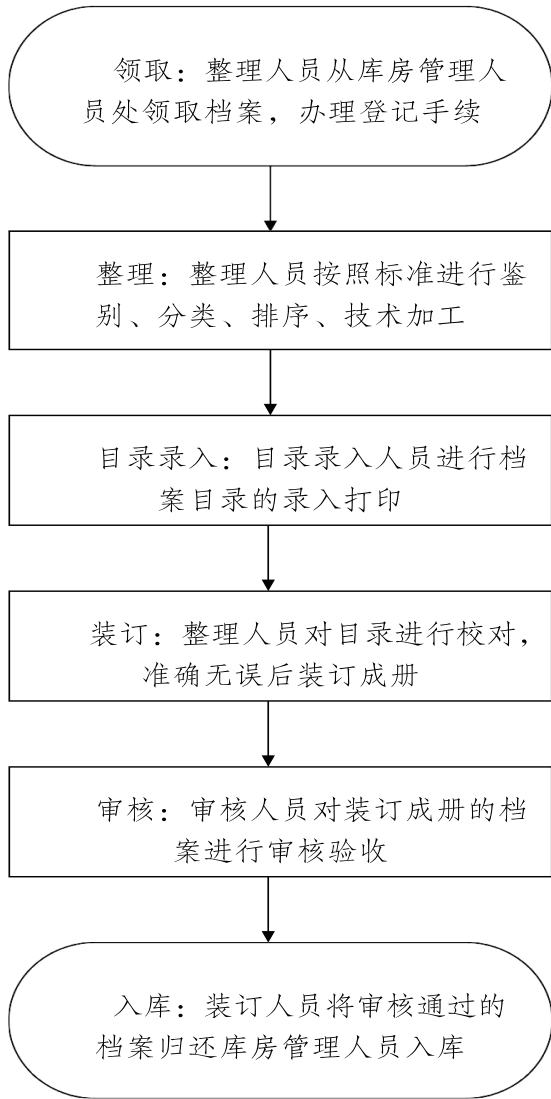 领取：整理人员从库房管理人
员处领取档案，办理登记手续
整理：整理人员按照标准进行鉴
别、分类、排序、技术加工
目录录入：目录录入人员进行档
案目录的录入打印
装订：整理人员对目录进行校对，
准确无误后装订成册
审核：审核人员对装订成册的档
案进行审核验收
入库：装订人员将审核通过的
档案归还库房管理人员入库